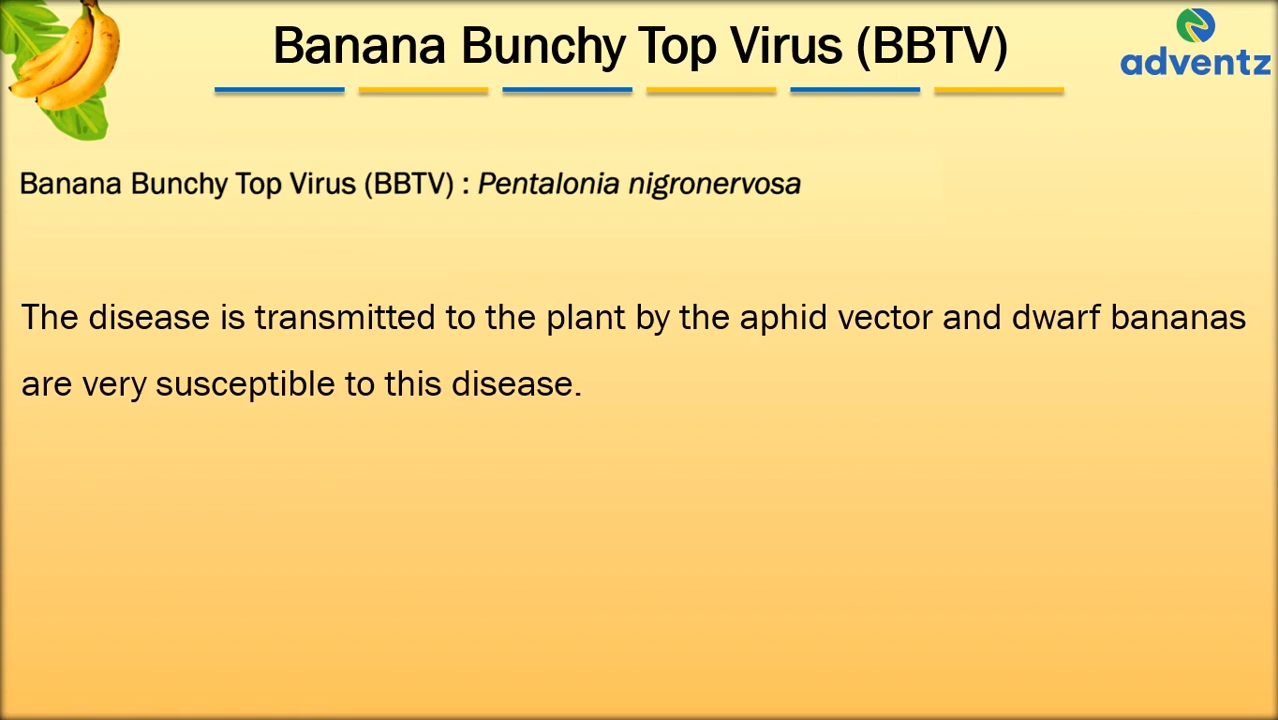 Banana Bunchy Top Virus (BBTV)
adventz
Banana Bunchy Top Virus (BBTV) : Pentalonia nigronervosa
The disease is transmitted to the plant by the aphid vector and dwarf bananas
are very susceptible to this disease.